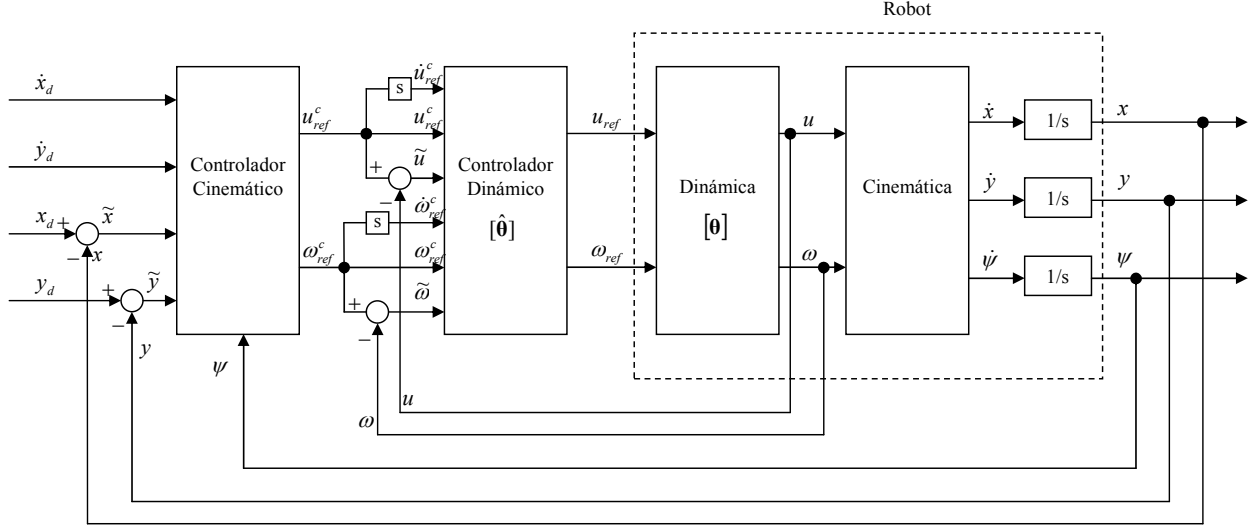 Robot
ẋ_d
ẏ_d
x_d
+
x̃
−
x
y_d
+
ỹ
−
y
Controlador
Cinemático
ψ
u^c_ref
ω^c_ref
s
u̇^c_ref
u^c_ref
+
ũ
−
s
ω̇^c_ref
ω^c_ref
+
ω̃
−
u
ω
Controlador
Dinámico
[θ̂]
u_ref
ω_ref
Dinámica
[θ]
u
ω
Cinemática
ẋ
1/s
x
ẏ
1/s
y
ψ̇
1/s
ψ